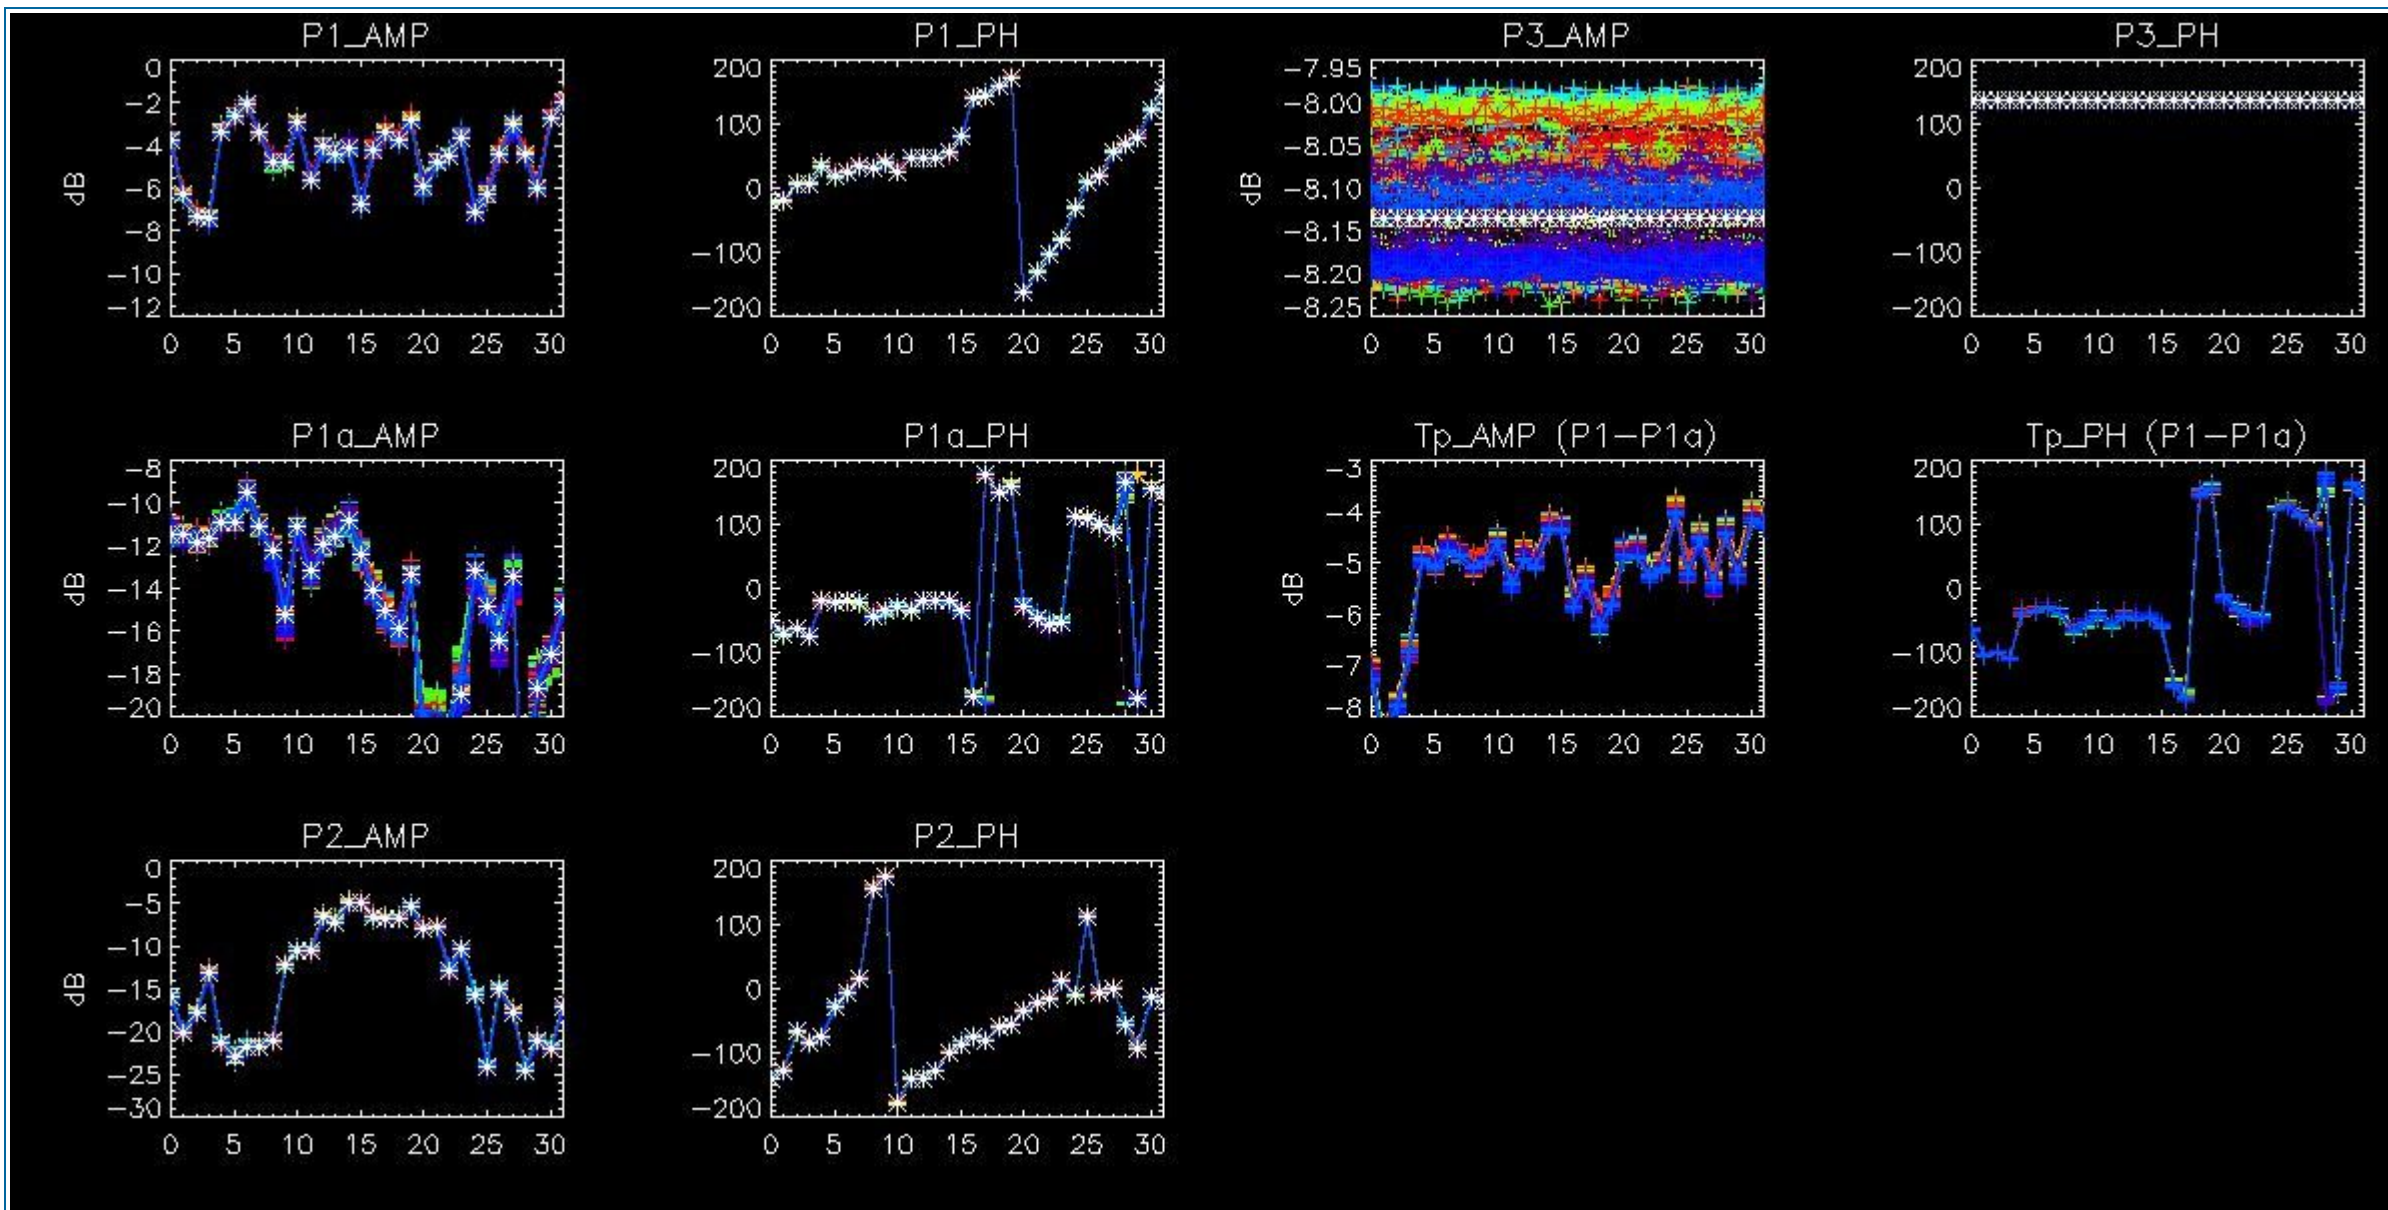 P1_AMP
P1_PH
P3_AMP
P3_PH
0
−2
−4
−6
−8
−10
−12
dB
0 5 10 15 20 25 30
200
100
0
−100
−200
0 5 10 15 20 25 30
−7.95
−8.00
−8.05
−8.10
−8.15
−8.20
−8.25
dB
0 5 10 15 20 25 30
200
100
0
−100
−200
0 5 10 15 20 25 30
P1a_AMP
P1a_PH
Tp_AMP (P1−P1a)
Tp_PH (P1−P1a)
−8
−10
−12
−14
−16
−18
−20
dB
0 5 10 15 20 25 30
200
100
0
−100
−200
0 5 10 15 20 25 30
−3
−4
−5
−6
−7
−8
dB
0 5 10 15 20 25 30
200
100
0
−100
−200
0 5 10 15 20 25 30
P2_AMP
P2_PH
0
−5
−10
−15
−20
−25
−30
dB
0 5 10 15 20 25 30
200
100
0
−100
−200
0 5 10 15 20 25 30